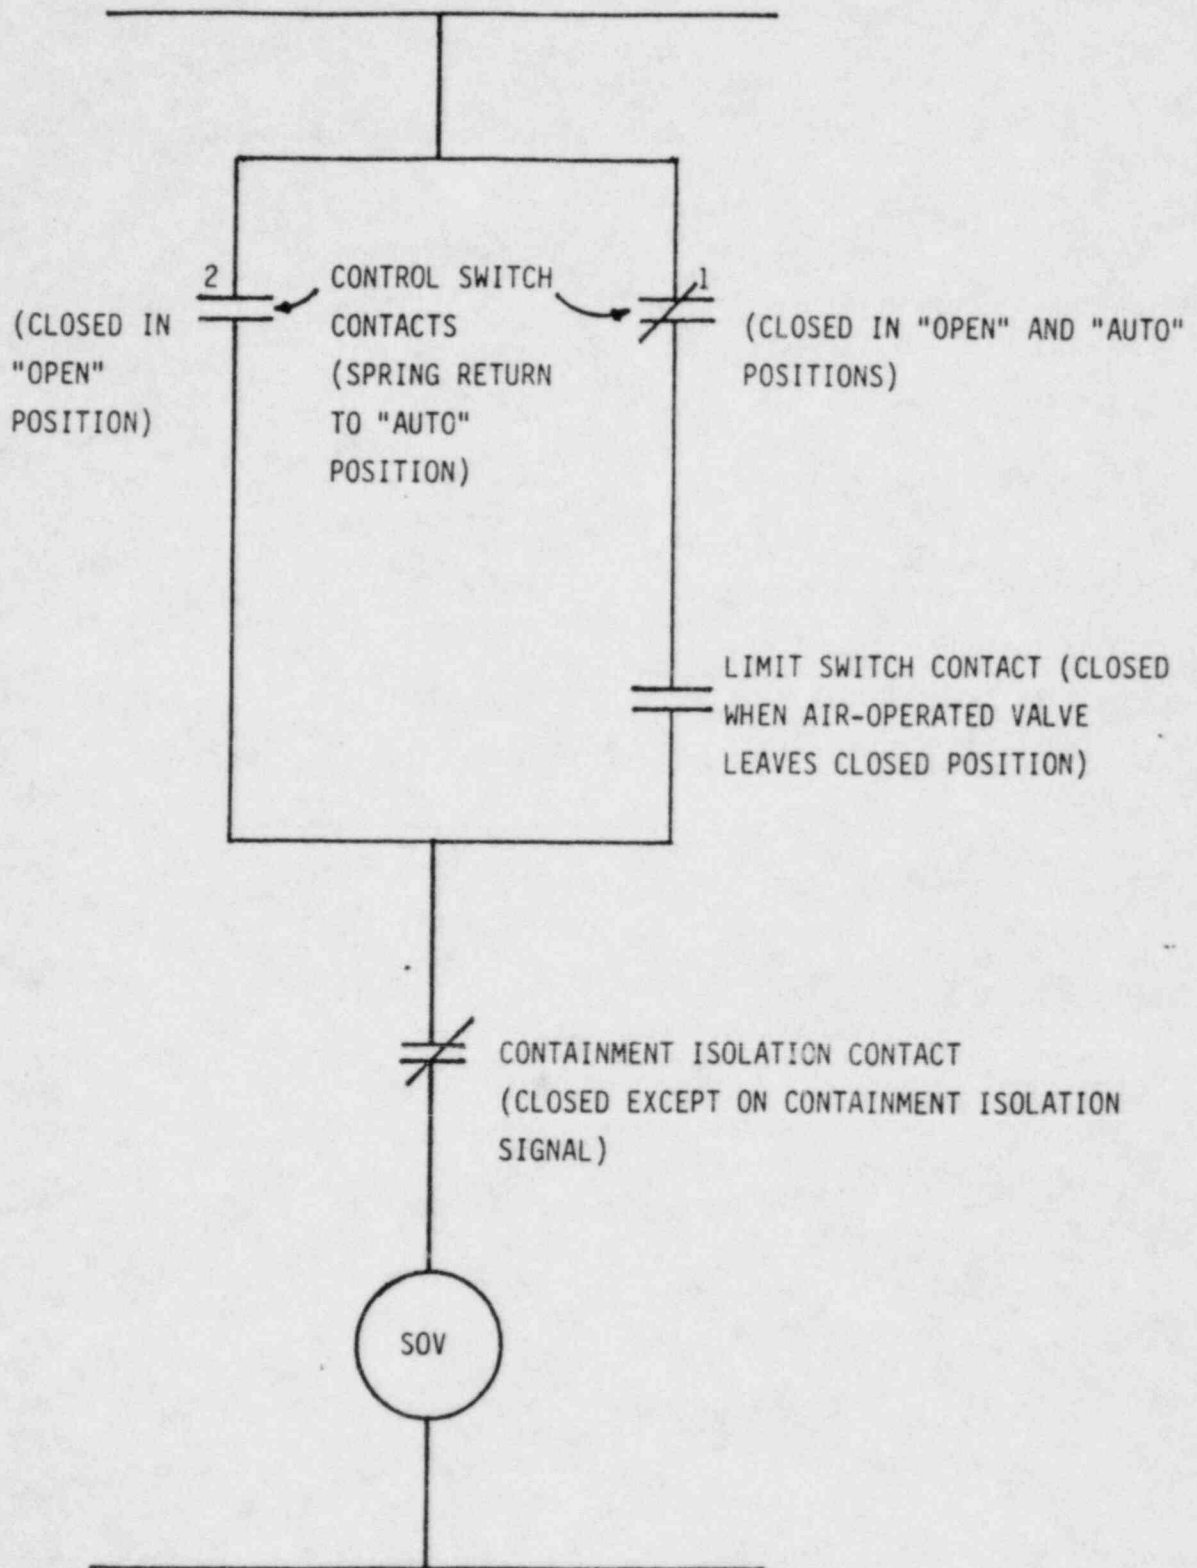 2
CONTROL SWITCH
CONTACTS
(SPRING RETURN
TO "AUTO"
POSITION)
1
(CLOSED IN
"OPEN"
POSITION)
(CLOSED IN "OPEN" AND "AUTO"
POSITIONS)
LIMIT SWITCH CONTACT (CLOSED
WHEN AIR-OPERATED VALVE
LEAVES CLOSED POSITION)
CONTAINMENT ISOLATION CONTACT
(CLOSED EXCEPT ON CONTAINMENT ISOLATION
SIGNAL)
SOV